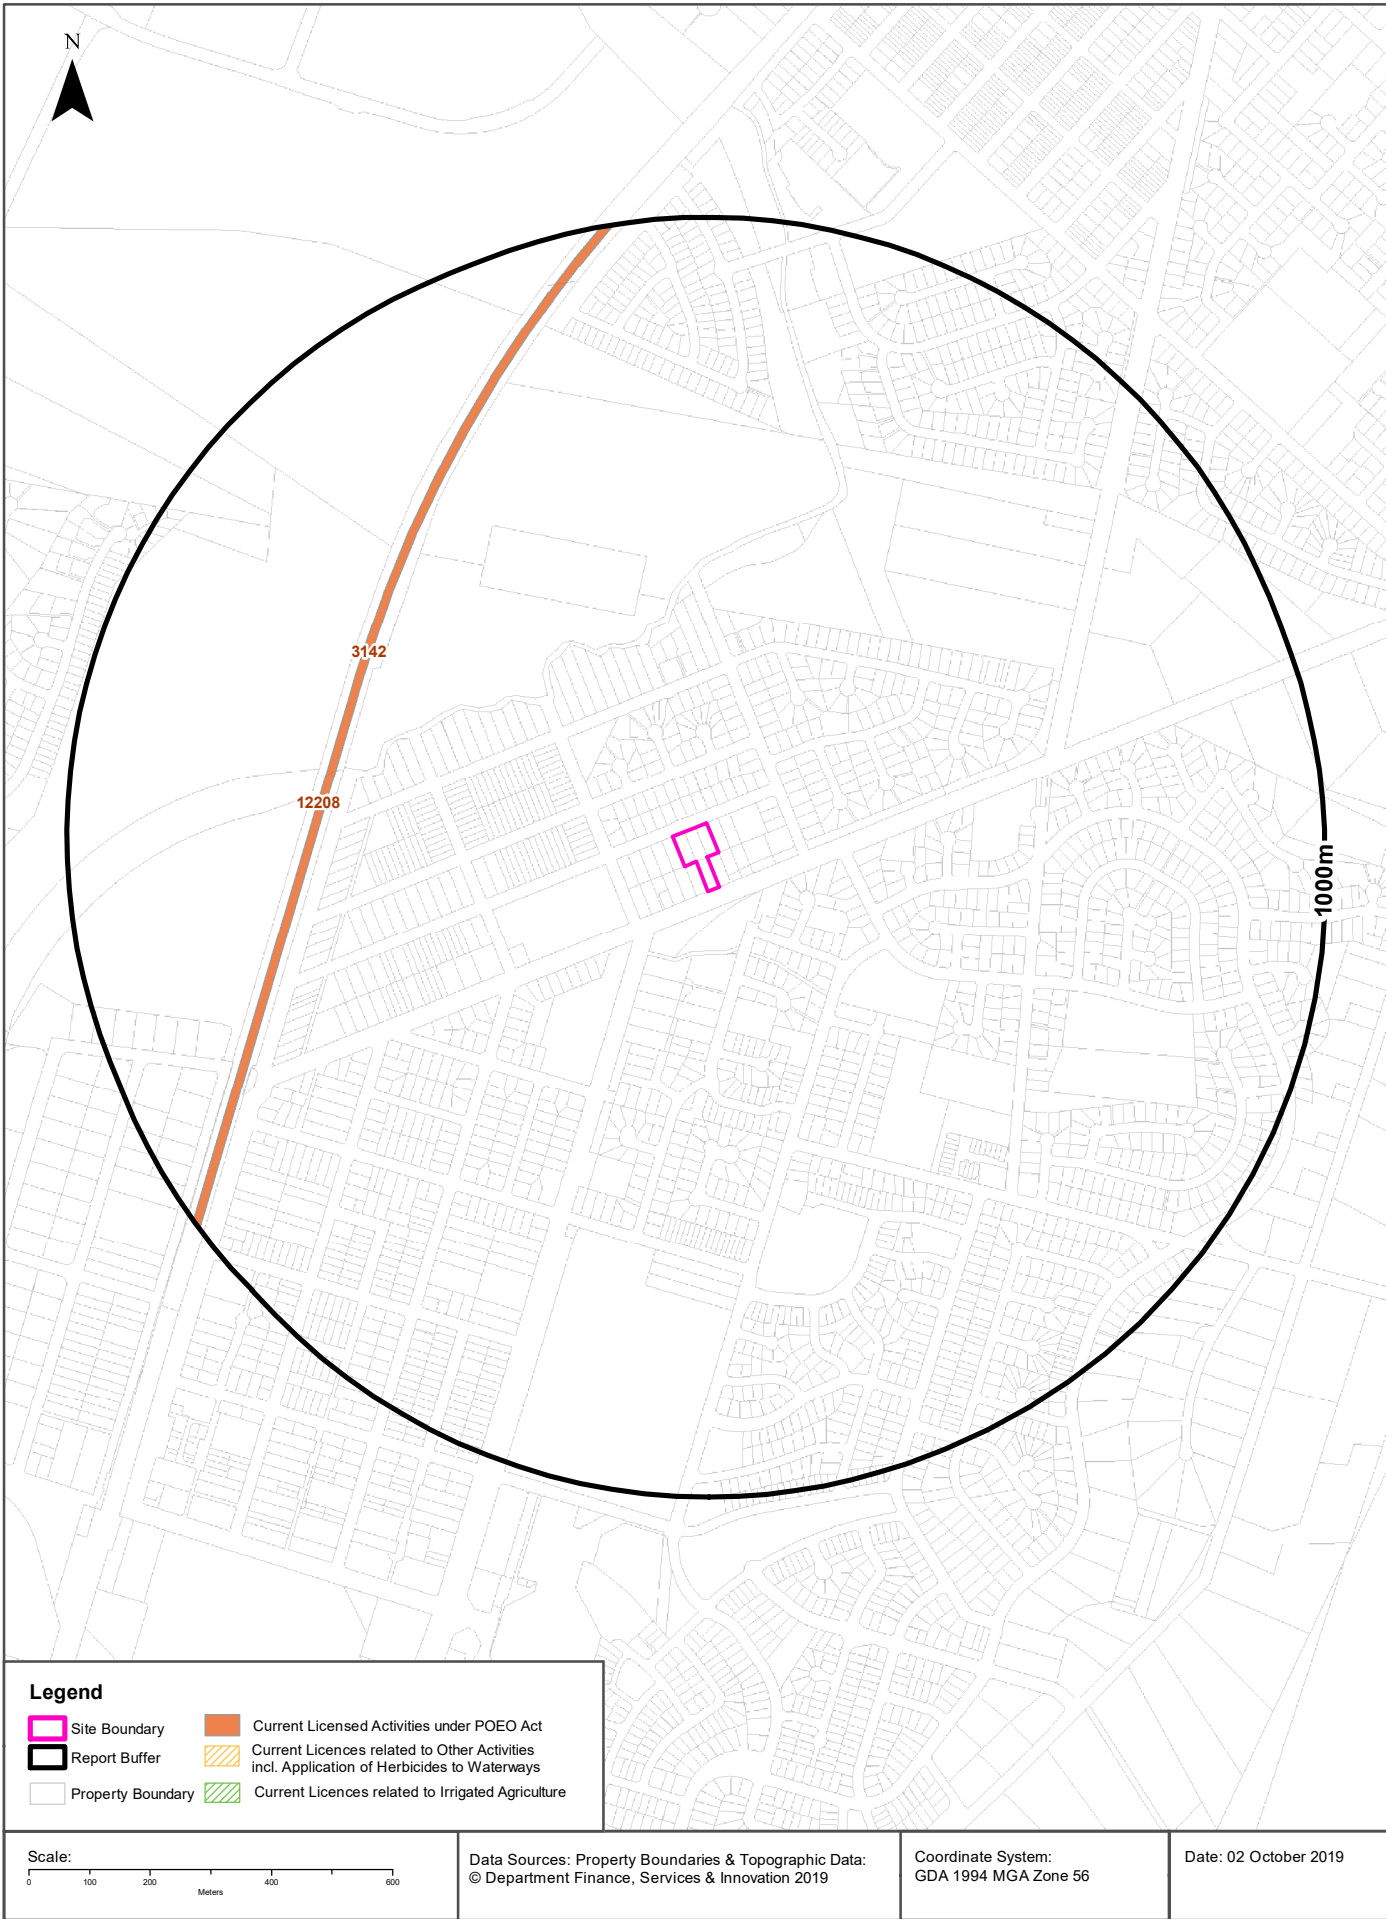 N
3142
12208
1000m
Legend
Site Boundary
Report Buffer
Property Boundary
Current Licensed Activities under POEO Act
Current Licences related to Other Activities
incl. Application of Herbicides to Waterways
Current Licences related to Irrigated Agriculture
Scale:
0 100 200 400 600
Meters
Data Sources: Property Boundaries & Topographic Data:
© Department Finance, Services & Innovation 2019
Coordinate System:
GDA 1994 MGA Zone 56
Date: 02 October 2019